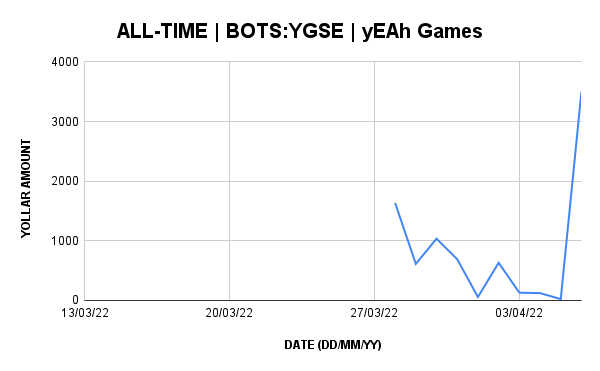 ALL-TIME | BOTS:YGSE | yEAh Games
YOLLAR AMOUNT
4000
3000
2000
1000
0
13/03/22 20/03/22 27/03/22 03/04/22
DATE (DD/MM/YY)